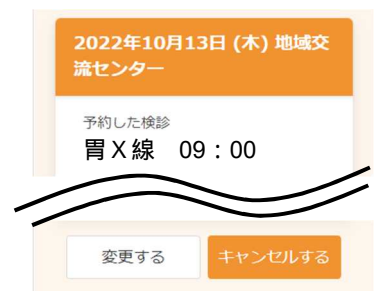 2022年10月13日 (木) 地域交
流センター
予約した検診
胃X線　09：00
変更する
キャンセルする